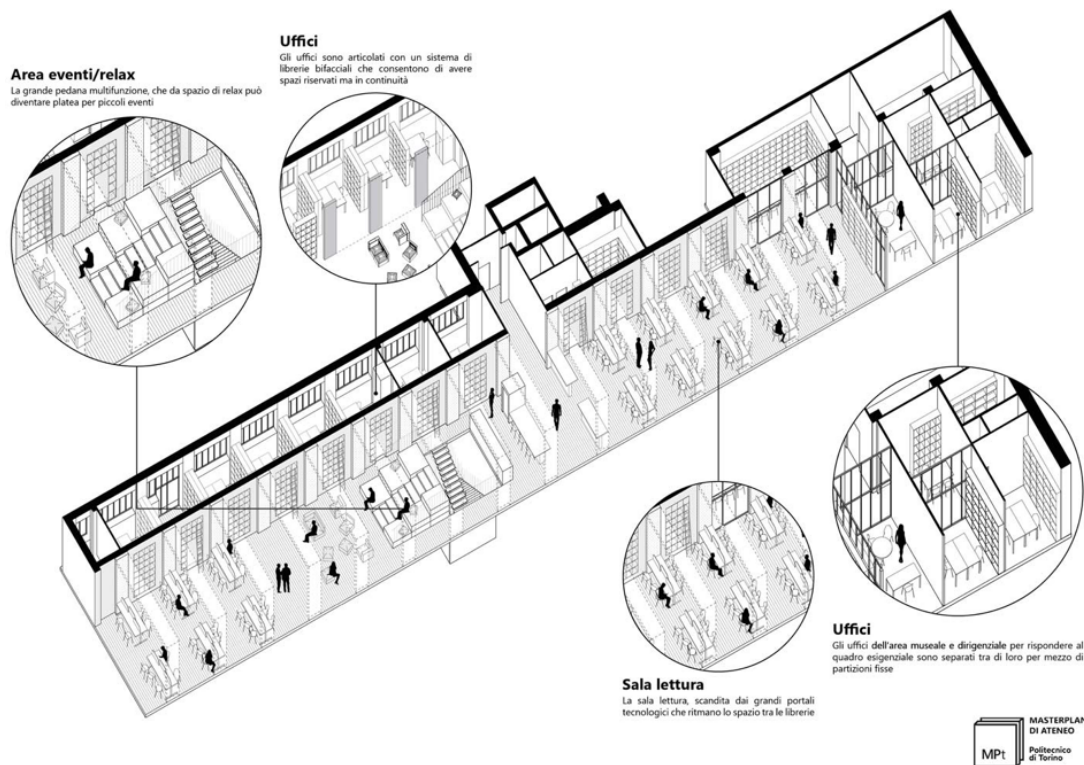 Area eventi/relax
La grande pedana multifunzione, che da spazio di relax può
diventare platea per piccoli eventi
Uffici
Gli uffici sono articolati con un sistema di
librerie bifacciali che consentono di avere
spazi riservati ma in continuità
Sala lettura
La sala lettura, scandita dai grandi portali
tecnologici che ritmano lo spazio tra le librerie
Uffici
Gli uffici dell'area museale e dirigenziale per rispondere al
quadro esigenziale sono separati tra di loro per mezzo di
partizioni fisse
MPt
MASTERPLAN
DI ATENEO
Politecnico
di Torino